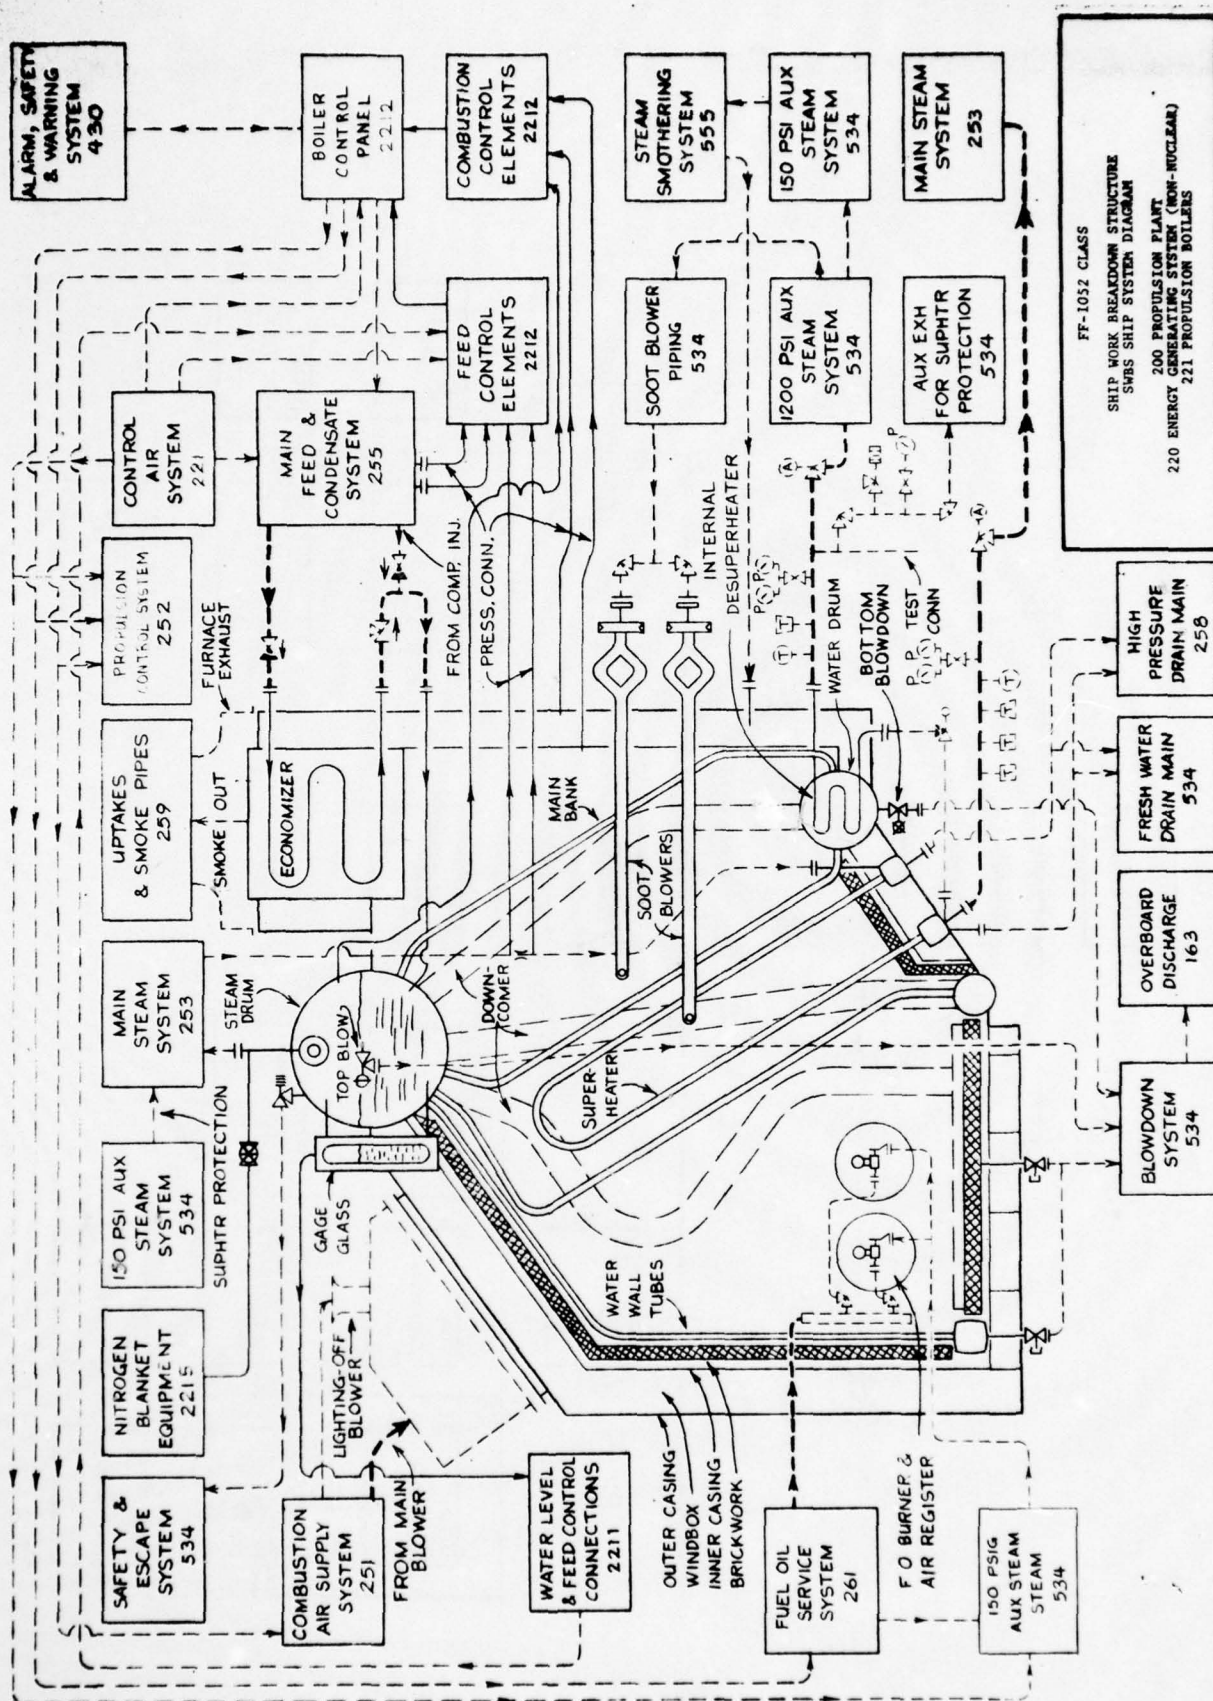 FF-1052 CLASS
SHIP WORK BREAKDOWN STRUCTURE
SWBS SHIP SYSTEM DIAGRAM
200 PROPULSION PLANT
220 ENERGY GENERATING SYSTEM (NON-NUCLEAR)
221 PROPULSION BOILERS
ALARM, SAFETY
& WARNING
SYSTEM
430
BOILER
CONTROL
PANEL
2212
COMBUSTION
CONTROL
ELEMENTS
2212
STEAM
SMOTHERING
SYSTEM
555
150 PSI AUX
STEAM
SYSTEM
534
MAIN STEAM
SYSTEM
253
CONTROL
AIR
SYSTEM
221
MAIN
FEED &
CONDENSATE
SYSTEM
255
FEED
CONTROL
ELEMENTS
2212
SOOT BLOWER
PIPING
534
1200 PSI AUX
STEAM
SYSTEM
534
AUX EXH
FOR SUPHTR
PROTECTION
534
PROPULSION
CONTROL SYSTEM
252
FURNACE
EXHAUST
FROM COMP. INJ.
PRESS. CONN.
INTERNAL
DESUPERHEATER
WATER DRUM
BOTTOM
BLOWDOWN
TEST
CONN
P
P
P
P
A
A
T
T
T
T
T
T
HIGH
PRESSURE
DRAIN MAIN
258
UPTAKES
& SMOKE PIPES
259
SMOKE OUT
ECONOMIZER
MAIN
BANK
SOOT
BLOWERS
FRESH WATER
DRAIN MAIN
534
MAIN
STEAM
SYSTEM
253
STEAM
DRUM
TOP BLOW
DOWN-
COMER
SUPER-
HEATER
OVERBOARD
DISCHARGE
163
150 PSI AUX
STEAM
SYSTEM
534
SUPHTR PROTECTION
GAGE
GLASS
WATER
WALL
TUBES
BLOWDOWN
SYSTEM
534
NITROGEN
BLANKET
EQUIPMENT
2215
LIGHTING-OFF
BLOWER
FROM MAIN
BLOWER
SAFETY &
ESCAPE
SYSTEM
534
COMBUSTION
AIR SUPPLY
SYSTEM
251
WATER LEVEL
& FEED CONTROL
CONNECTIONS
2211
OUTER CASING
WINDBOX
INNER CASING
BRICKWORK
FUEL OIL
SERVICE
SYSTEM
261
F O BURNER &
AIR REGISTER
150 PSIG
AUX STEAM
STEAM
534